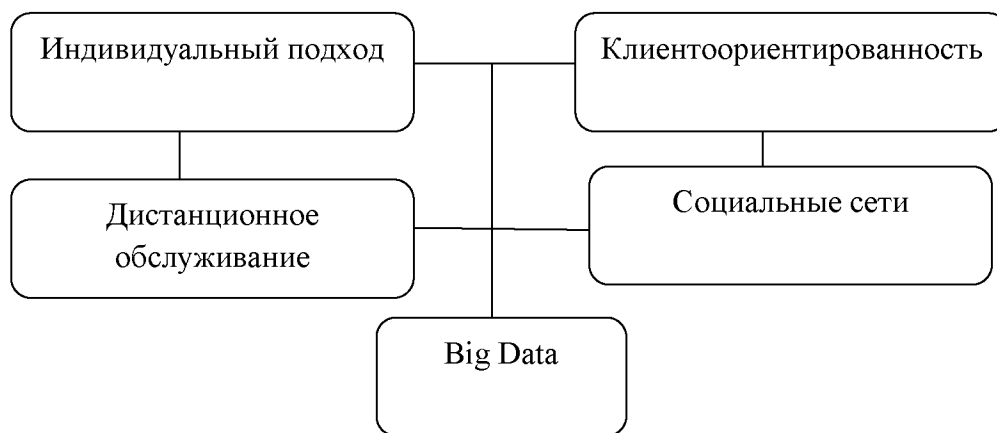 Индивидуальный подход
Клиентоориентированность
Дистанционное
обслуживание
Социальные сети
Big Data